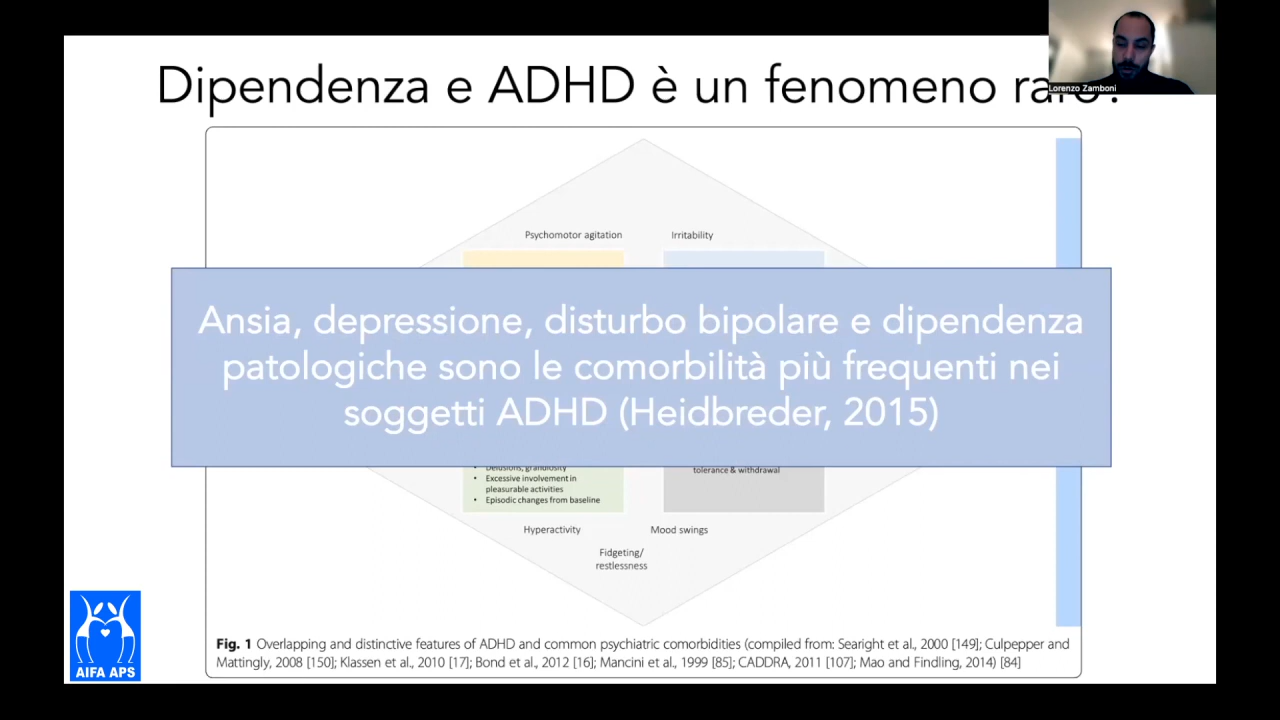 Dipendenza e ADHD è un fenomeno raro?
Lorenzo Zamboni
Psychomotor agitation
Irritability
Ansia, depressione, disturbo bipolare e dipendenza
patologiche sono le comorbilità più frequenti nei
soggetti ADHD (Heidbreder, 2015)
• Delusions, grandiosity
• Excessive involvement in
pleasurable activities
• Episodic changes from baseline
tolerance & withdrawal
Hyperactivity
Mood swings
Fidgeting/
restlessness
Fig. 1 Overlapping and distinctive features of ADHD and common psychiatric comorbidities (compiled from: Searight et al., 2000 [149]; Culpepper and
Mattingly, 2008 [150]; Klassen et al., 2010 [17]; Bond et al., 2012 [16]; Mancini et al., 1999 [85]; CADDRA, 2011 [107]; Mao and Findling, 2014) [84]
AIFA APS